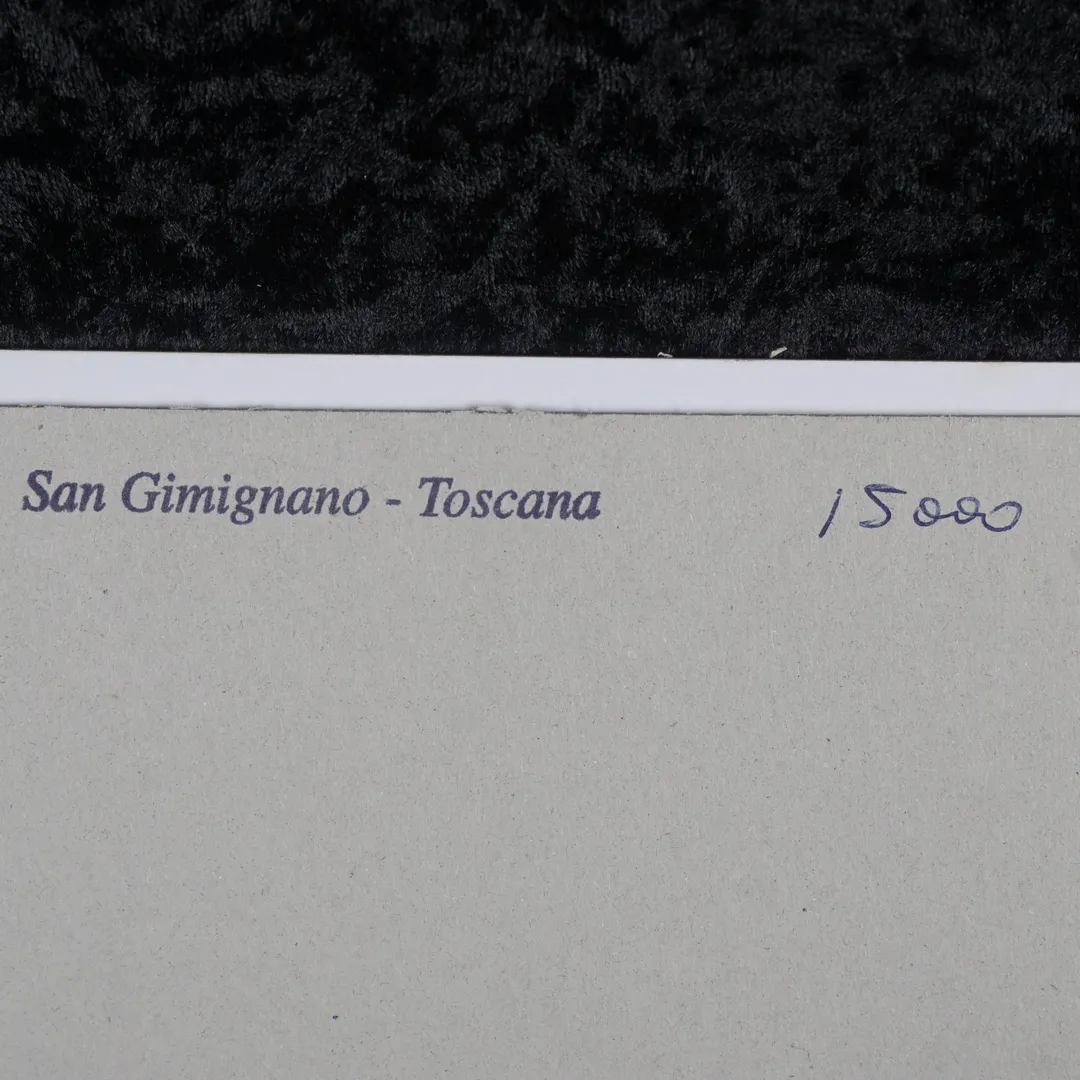 San Gimignano - Toscana 15000